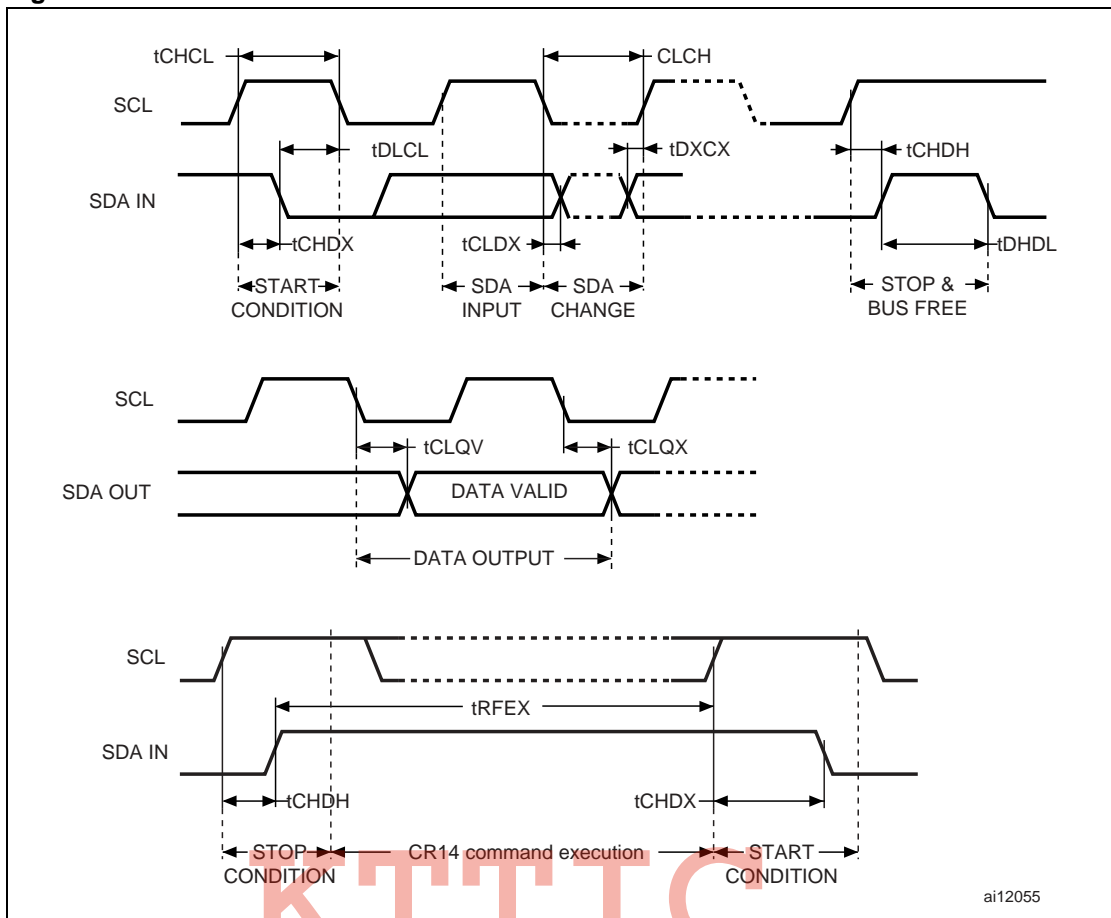 tCHCL
CLCH
SCL
tDLCL
tDXCX
tCHDH
SDA IN
tCHDX
tCLDX
tDHDL
START CONDITION
SDA INPUT
SDA CHANGE
STOP & BUS FREE
SCL
tCLQV
tCLQX
SDA OUT
DATA VALID
DATA OUTPUT
SCL
tRFEX
SDA IN
tCHDH
tCHDX
STOP CONDITION
CR14 command execution
START CONDITION
ai12055